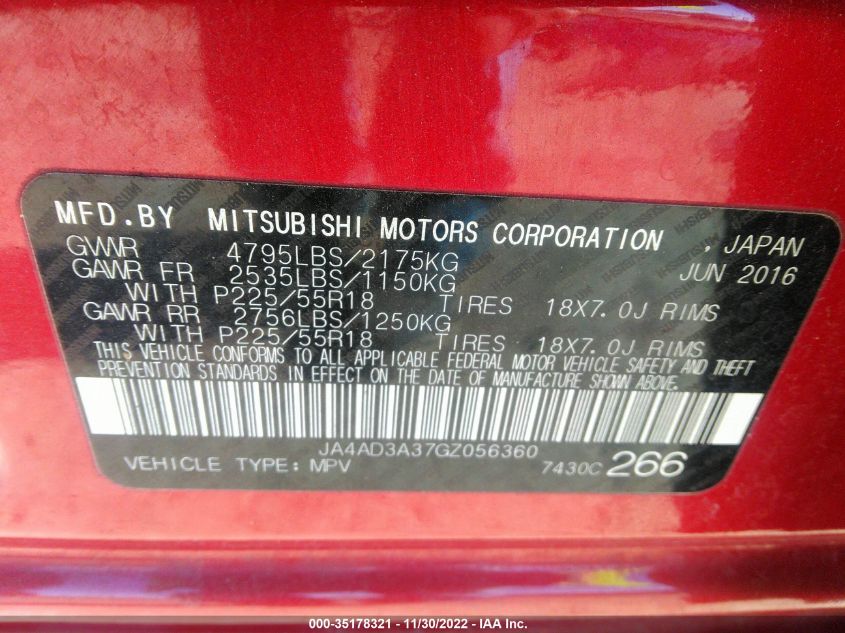 MFD.BY MITSUBISHI MOTORS CORPORATION , JAPAN
GVWR 4795LBS/2175KG JUN 2016
GAWR FR 2535LBS/1150KG
WITH P225/55R18 TIRES 18X7.0J RIMS
GAWR RR 2756LBS/1250KG
WITH P225/55R18 TIRES 18X7.0J RIMS
THIS VEHICLE CONFORMS TO ALL APPLICABLE FEDERAL MOTOR VEHICLE SAFETY AND THEFT
PREVENTION STANDARDS IN EFFECT ON THE DATE OF MANUFACTURE SHOWN ABOVE.
JA4AD3A37GZ056360
VEHICLE TYPE: MPV 7430C 266
000-35178321 - 11/30/2022 - IAA Inc.